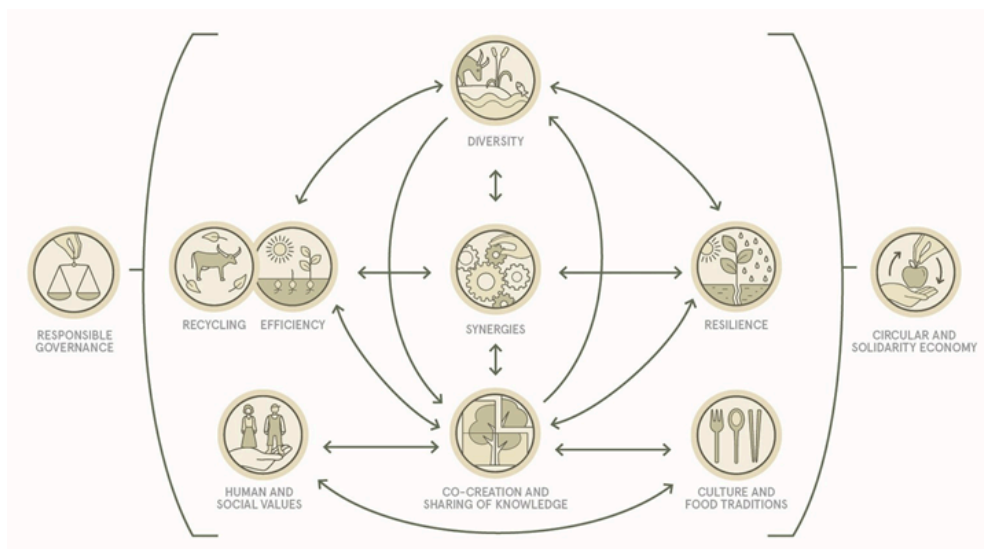 DIVERSITY
RESPONSIBLE
GOVERNANCE
RECYCLING
EFFICIENCY
SYNERGIES
RESILIENCE
CIRCULAR AND
SOLIDARITY ECONOMY
HUMAN AND
SOCIAL VALUES
CO-CREATION AND
SHARING OF KNOWLEDGE
CULTURE AND
FOOD TRADITIONS